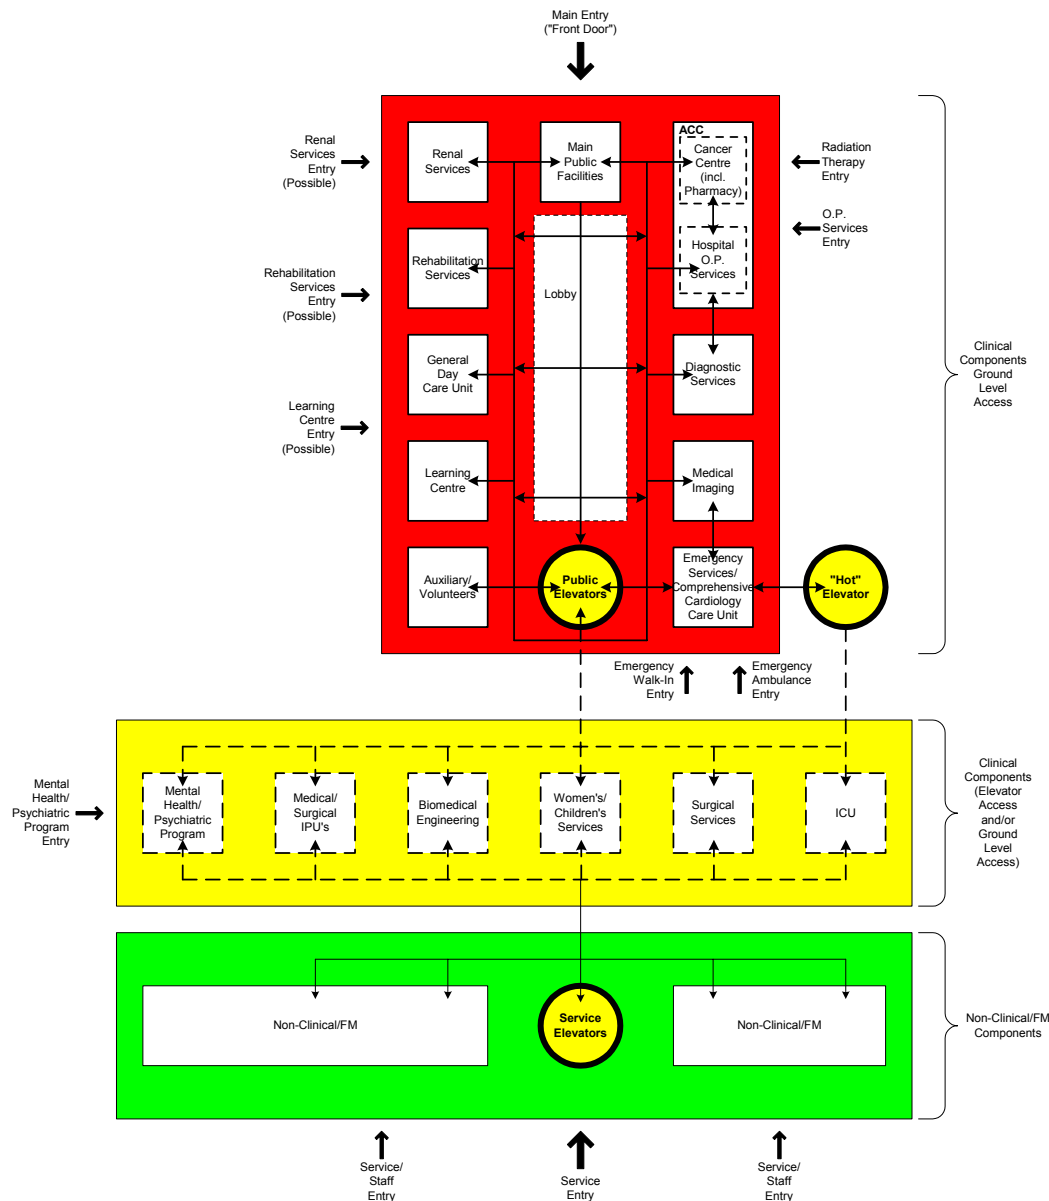 Main Entry
("Front Door")
Renal
Services
Entry
(Possible)
Renal
Services
Main
Public
Facilities
ACC
Cancer
Centre
(incl.
Pharmacy)
Radiation
Therapy
Entry
O.P.
Services
Entry
Rehabilitation
Services
Entry
(Possible)
Rehabilitation
Services
Lobby
Hospital
O.P.
Services
General
Day
Care Unit
Diagnostic
Services
Clinical
Components
Ground
Level
Access
Learning
Centre
Entry
(Possible)
Learning
Centre
Medical
Imaging
Auxiliary/
Volunteers
Public
Elevators
Emergency
Services/
Comprehensive
Cardiology
Care Unit
"Hot"
Elevator
Emergency
Walk-In
Entry
Emergency
Ambulance
Entry
Mental
Health/
Psychiatric
Program
Entry
Mental
Health/
Psychiatric
Program
Medical/
Surgical
IPU's
Biomedical
Engineering
Women's/
Children's
Services
Surgical
Services
ICU
Clinical
Components
(Elevator
Access
and/or
Ground
Level
Access)
Non-Clinical/FM
Service
Elevators
Non-Clinical/FM
Non-Clinical/FM
Components
Service/
Staff
Entry
Service
Entry
Service/
Staff
Entry